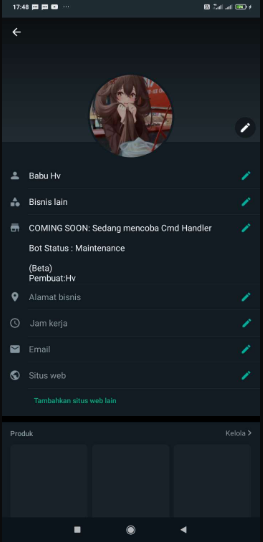 17:48
Babu Hv
Bisnis lain
COMING SOON: Sedang mencoba Cmd Handler
Bot Status : Maintenance
(Beta)
Pembuat:Hv
Alamat bisnis
Jam kerja
Email
Situs web
Tambahkan situs web lain
Produk
Kelola >